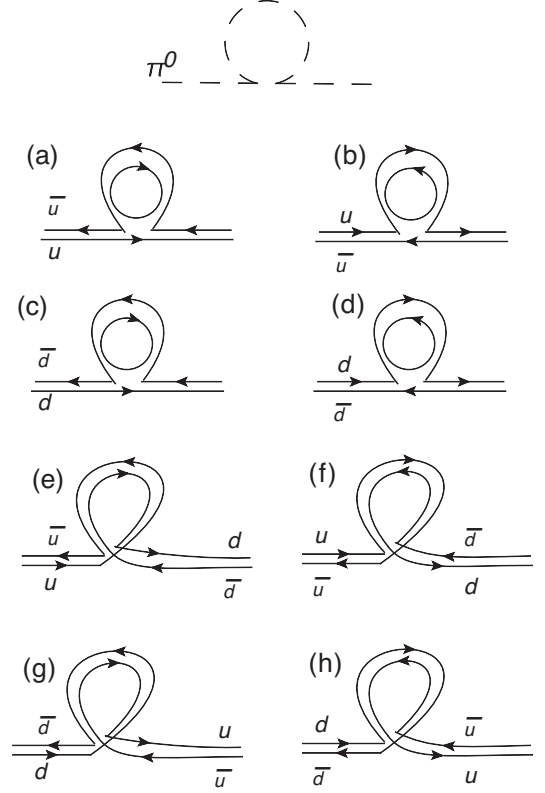 π⁰
(a) (b)
ū u
u ū
(c) (d)
d̄ d
d d̄
(e) (f)
ū d u d̄
u d̄ ū d
(g) (h)
d̄ u d ū
d ū d̄ u